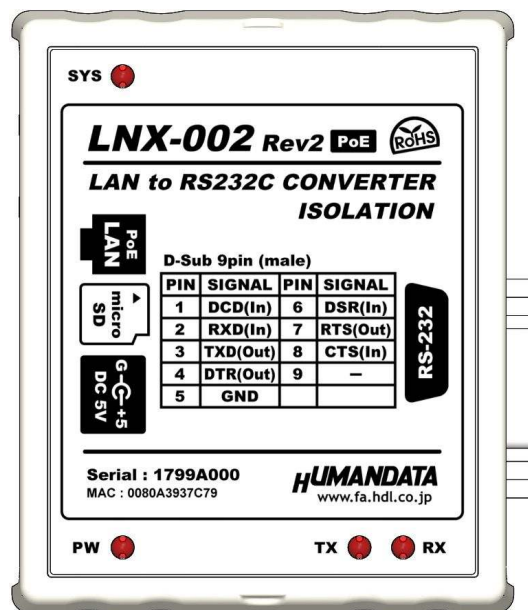 SYS
LNX-002 Rev2 PoE RoHS
LAN to RS232C CONVERTER
ISOLATION
PoE
LAN
micro
SD
G +5
DC 5V
D-Sub 9pin (male)
PIN SIGNAL PIN SIGNAL
1 DCD(In) 6 DSR(In)
2 RXD(In) 7 RTS(Out)
3 TXD(Out) 8 CTS(In)
4 DTR(Out) 9 −
5 GND
RS-232
Serial : 1799A000
MAC : 0080A3937C79
HUMANDATA
www.fa.hdl.co.jp
PW TX RX